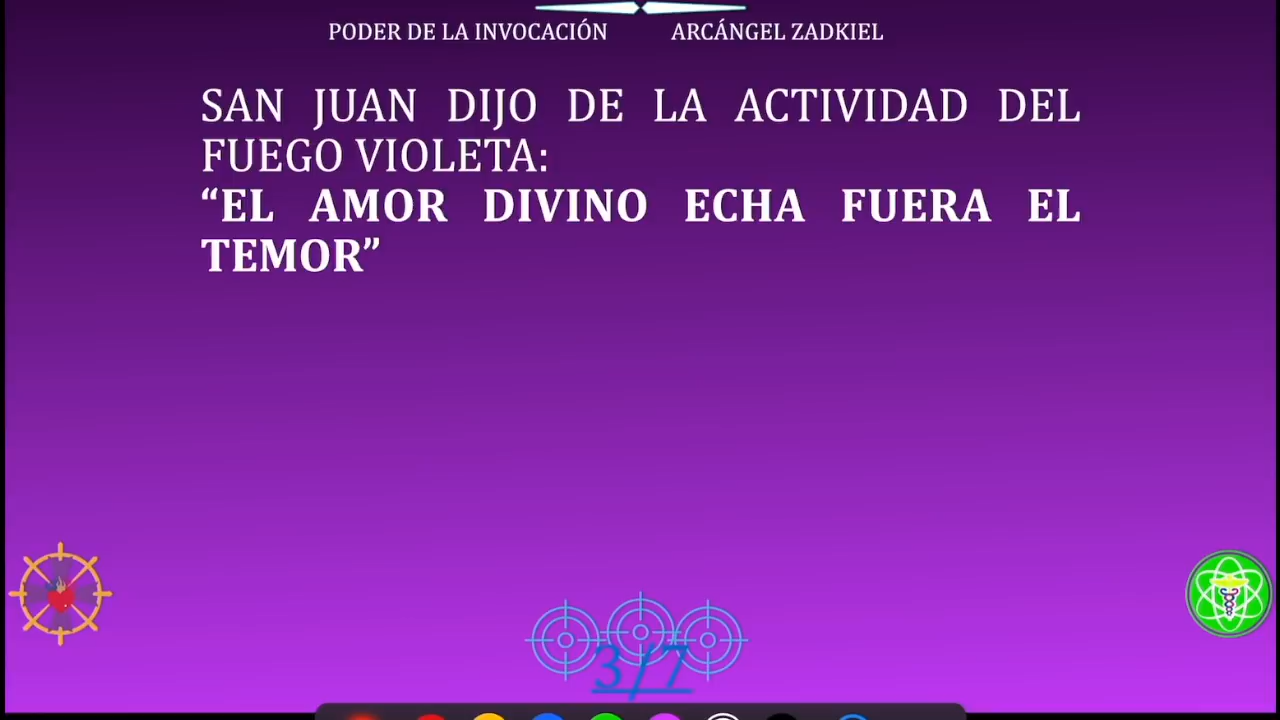 PODER DE LA INVOCACIÓN ARCÁNGEL ZADKIEL
SAN JUAN DIJO DE LA ACTIVIDAD DEL
FUEGO VIOLETA:
“EL AMOR DIVINO ECHA FUERA EL
TEMOR”
3/7